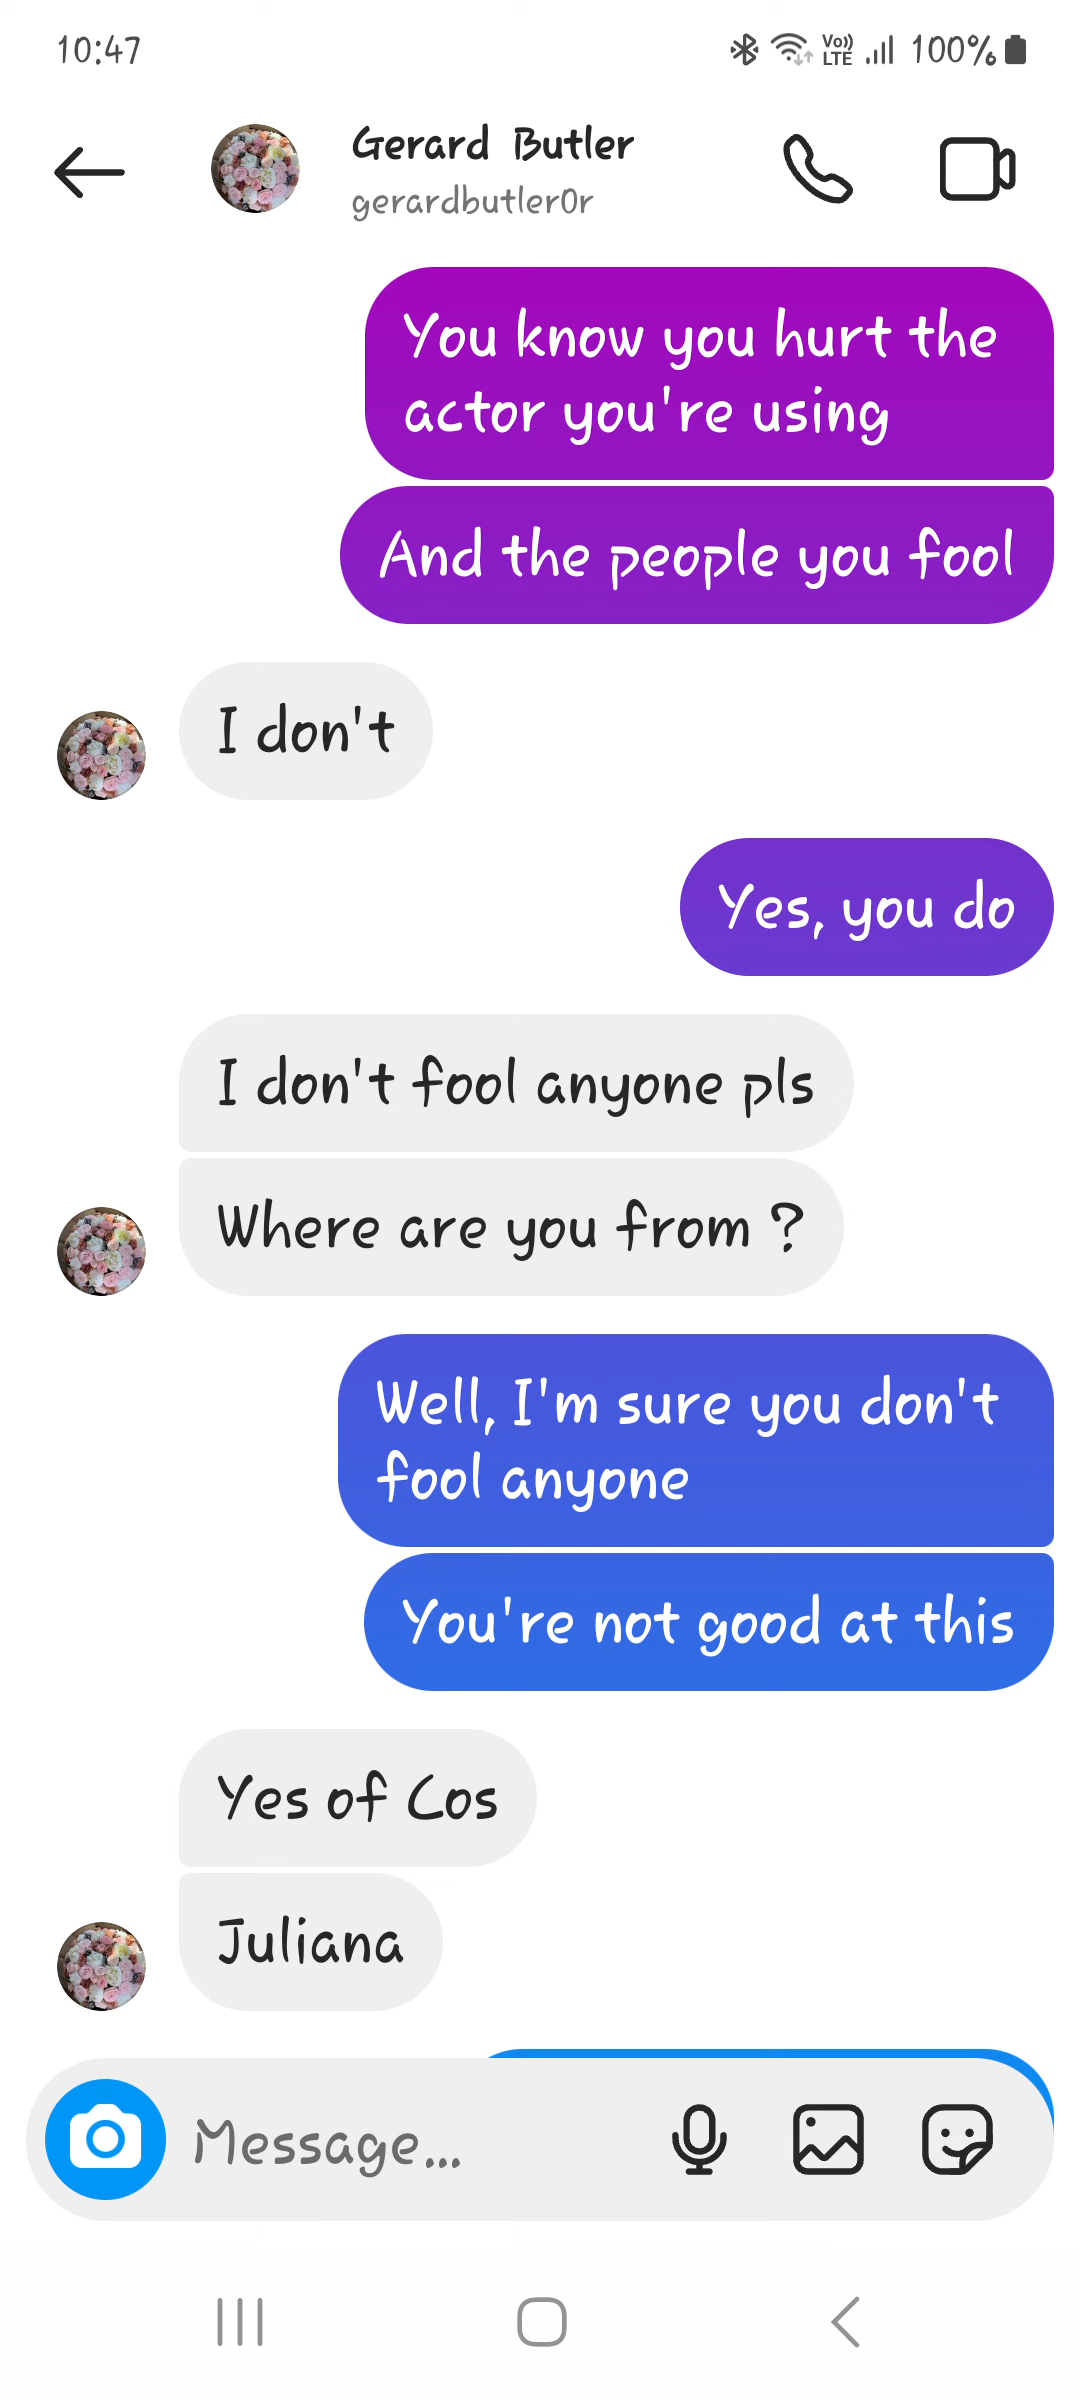 10:47
Vo))
LTE
100%
Gerard Butler
gerardbutler0r
You know you hurt the
actor you're using
And the people you fool
I don't
Yes, you do
I don't fool anyone pls
Where are you from ?
Well, I'm sure you don't
fool anyone
You're not good at this
Yes of Cos
Juliana
Message...